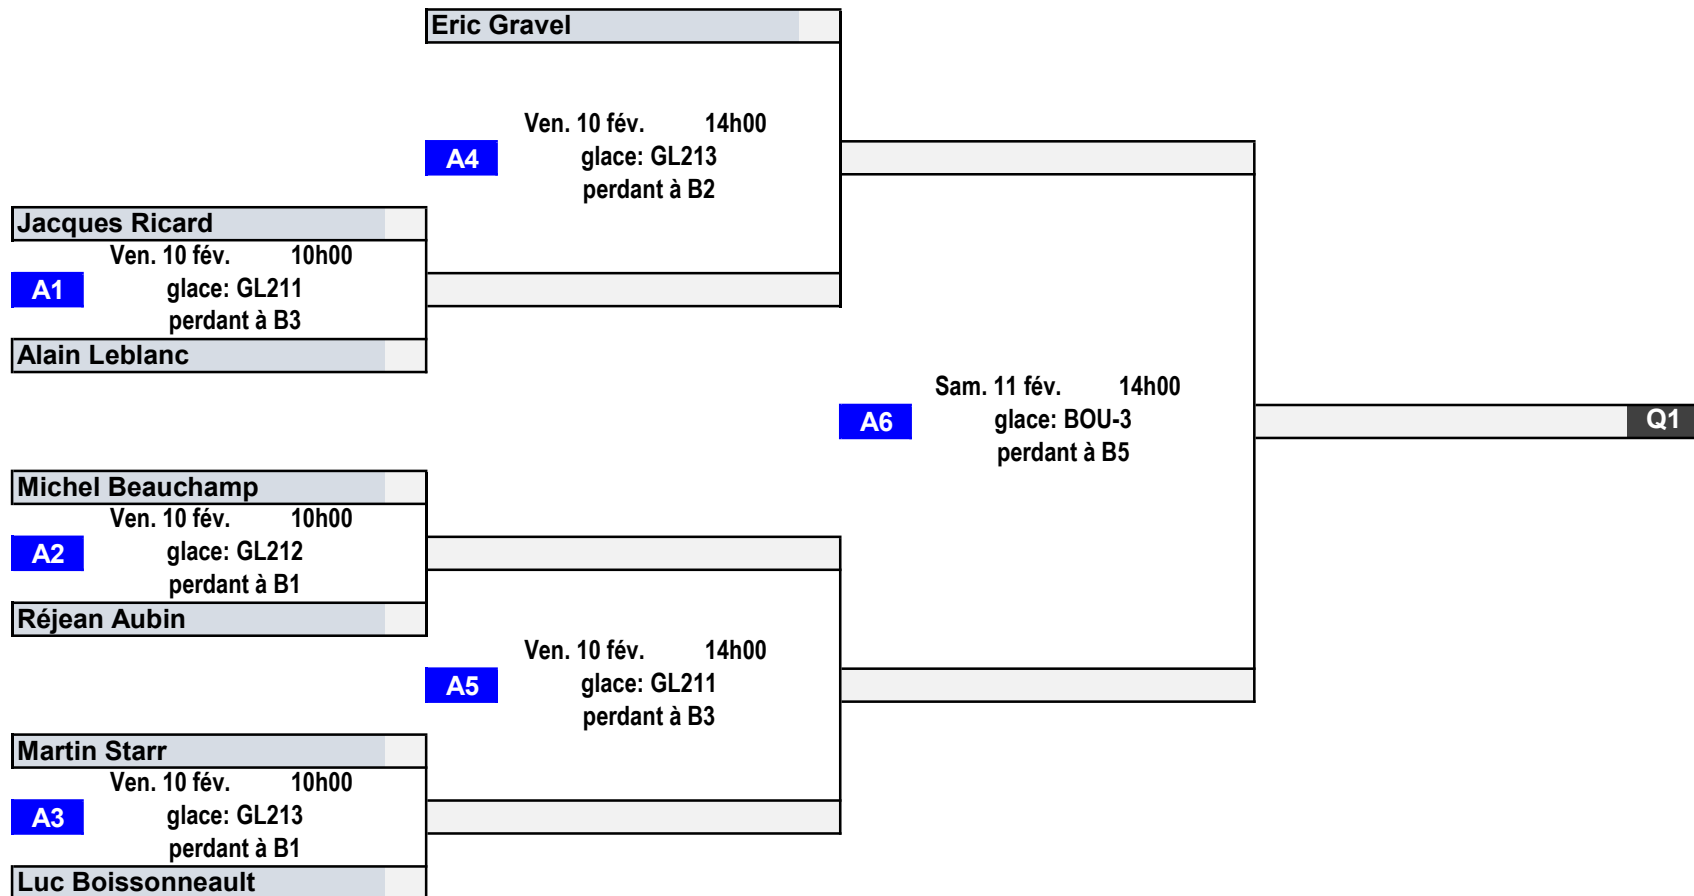 Eric Gravel
Ven. 10 fév. 14h00
A4 glace: GL213
perdant à B2
Jacques Ricard
Ven. 10 fév. 10h00
A1 glace: GL211
perdant à B3
Alain Leblanc
Sam. 11 fév. 14h00
A6 glace: BOU-3 Q1
perdant à B5
Michel Beauchamp
Ven. 10 fév. 10h00
A2 glace: GL212
perdant à B1
Réjean Aubin
Ven. 10 fév. 14h00
A5 glace: GL211
perdant à B3
Martin Starr
Ven. 10 fév. 10h00
A3 glace: GL213
perdant à B1
Luc Boissonneault